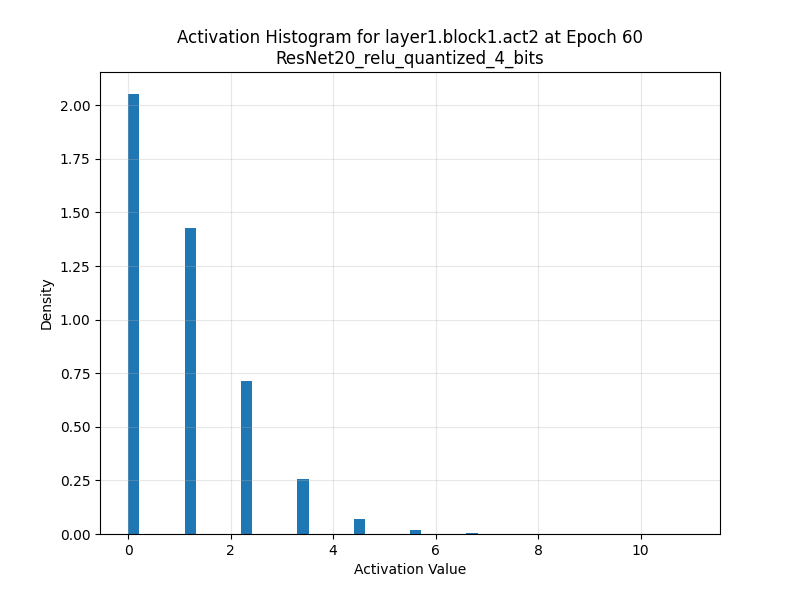 Activation Histogram for layer1.block1.act2 at Epoch 60
ResNet20_relu_quantized_4_bits
2.00
1.75
1.50
1.25
1.00
0.75
0.50
0.25
0.00
Density
0 2 4 6 8 10
Activation Value